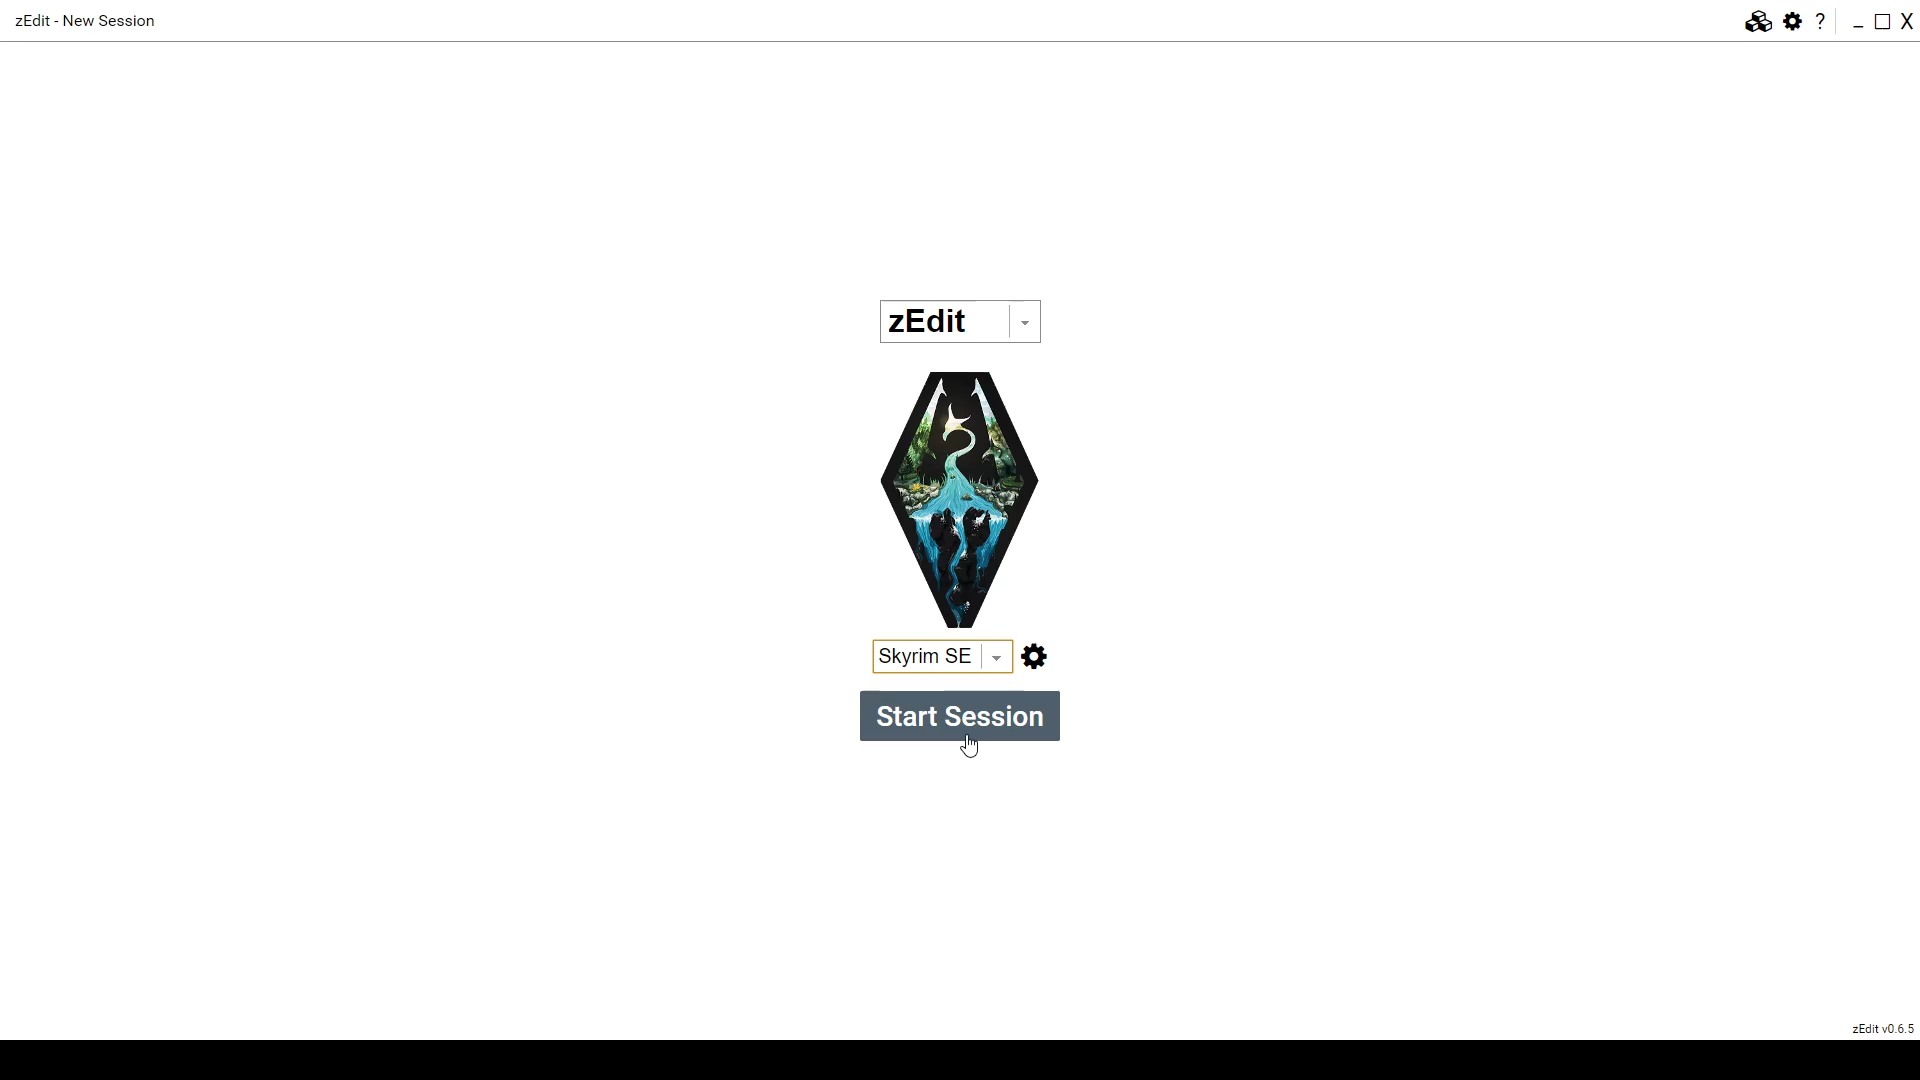 zEdit - New Session
?
X
zEdit
Skyrim SE
Start Session
zEdit v0.6.5